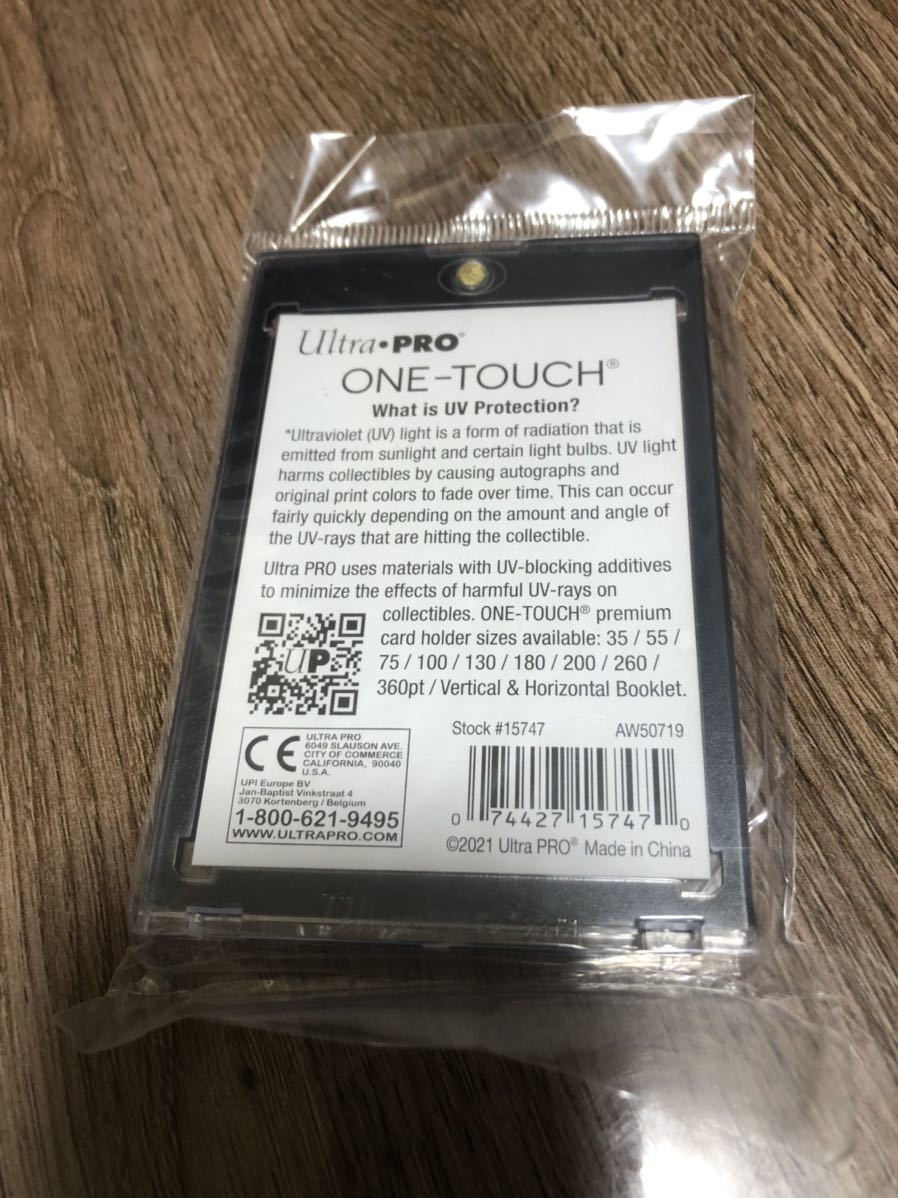 Ultra•PRO®
ONE-TOUCH®
What is UV Protection?
*Ultraviolet (UV) light is a form of radiation that is
emitted from sunlight and certain light bulbs. UV light
harms collectibles by causing autographs and
original print colors to fade over time. This can occur
fairly quickly depending on the amount and angle of
the UV-rays that are hitting the collectible.
Ultra PRO uses materials with UV-blocking additives
to minimize the effects of harmful UV-rays on
collectibles. ONE-TOUCH® premium
card holder sizes available: 35 / 55 /
75 / 100 / 130 / 180 / 200 / 260 /
360pt / Vertical & Horizontal Booklet.
UP
Stock #15747 AW50719
CE
ULTRA PRO
6049 SLAUSON AVE.
CITY OF COMMERCE
CALIFORNIA, 90040
U.S.A.
UPI Europe BV
Jan-Baptist Vinkstraat 4
3070 Kortenberg / Belgium
1-800-621-9495
WWW.ULTRAPRO.COM
0 74427 15747 0
©2021 Ultra PRO® Made in China